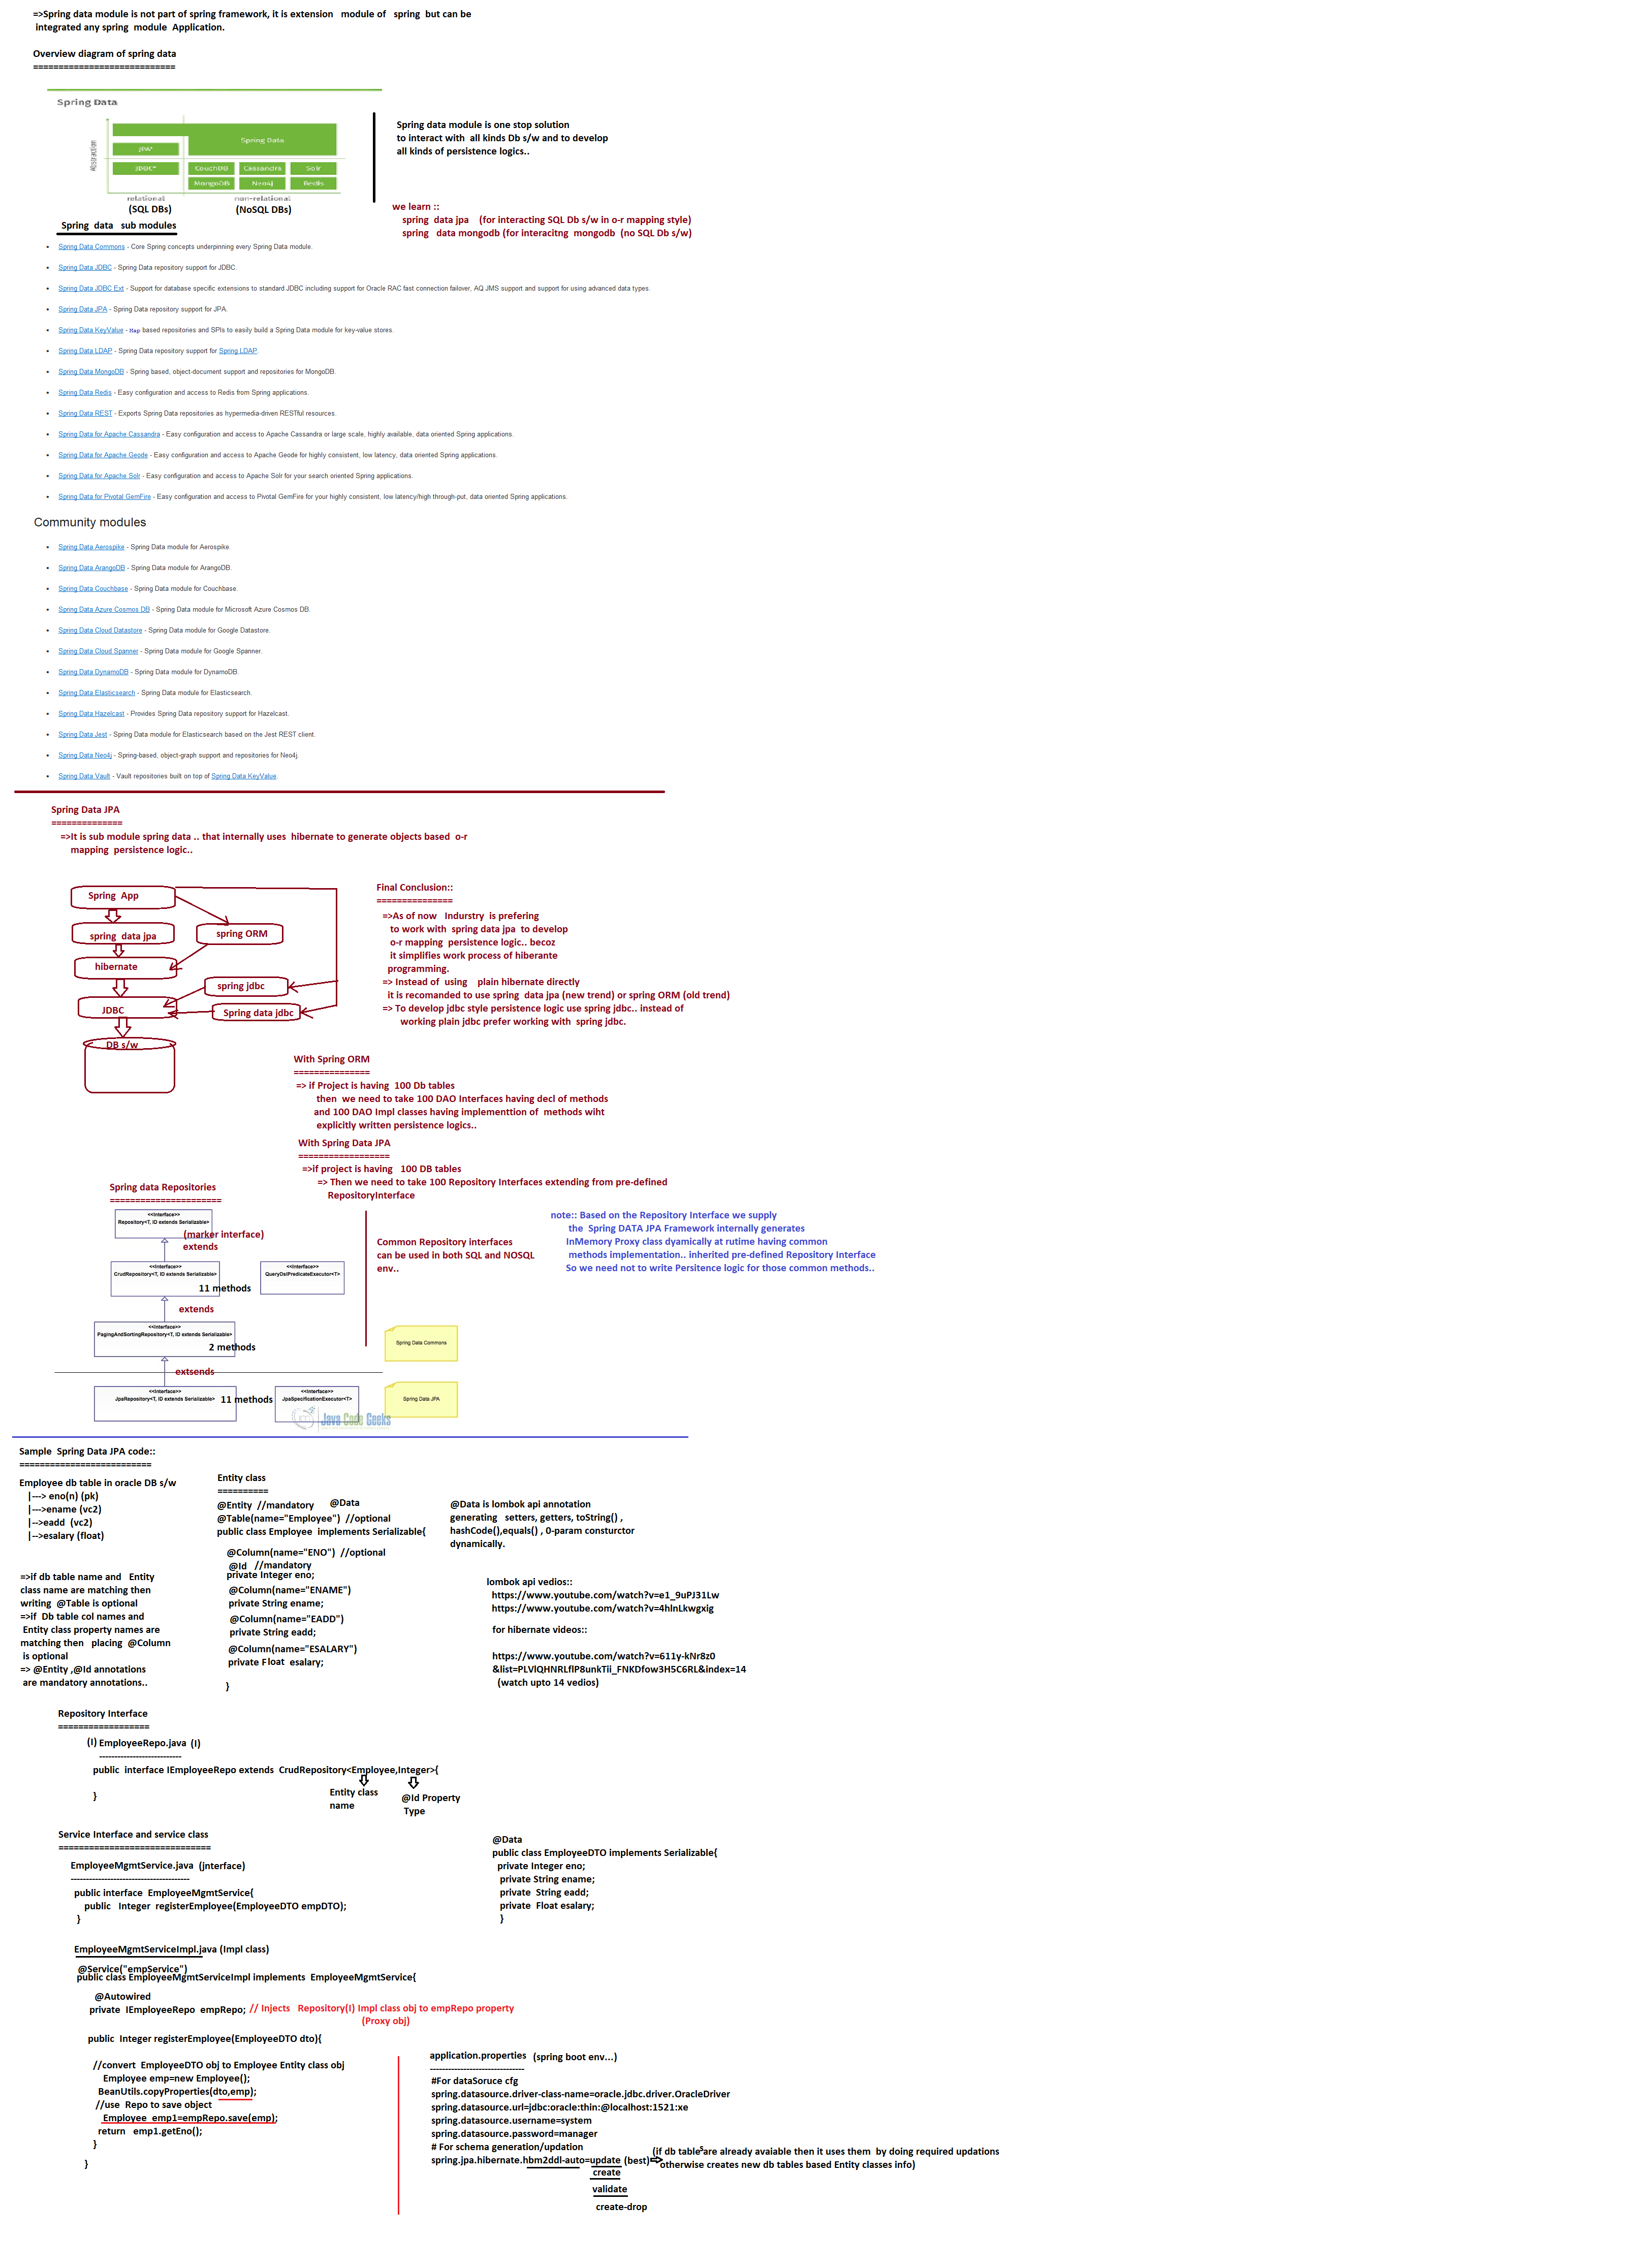 =>Spring data module is not part of spring framework, it is extension module of spring but can be
integrated any spring module Application.
Overview diagram of spring data
============================
Spring Data
Abstraction
Spring Data
JPA*
JDBC*
CouchDB
Cassandra
Solr
MongoDB
Neo4j
Redis
relational
non-relational
(SQL DBs)
(NoSQL DBs)
Spring data module is one stop solution
to interact with all kinds Db s/w and to develop
all kinds of persistence logics..
we learn ::
spring data jpa (for interacting SQL Db s/w in o-r mapping style)
spring data mongodb (for interacitng mongodb (no SQL Db s/w)
Spring data sub modules
• Spring Data Commons - Core Spring concepts underpinning every Spring Data module.
• Spring Data JDBC - Spring Data repository support for JDBC.
• Spring Data JDBC Ext - Support for database specific extensions to standard JDBC including support for Oracle RAC fast connection failover, AQ JMS support and support for using advanced data types.
• Spring Data JPA - Spring Data repository support for JPA.
• Spring Data KeyValue - Map based repositories and SPIs to easily build a Spring Data module for key-value stores.
• Spring Data LDAP - Spring Data repository support for Spring LDAP.
• Spring Data MongoDB - Spring based, object-document support and repositories for MongoDB.
• Spring Data Redis - Easy configuration and access to Redis from Spring applications.
• Spring Data REST - Exports Spring Data repositories as hypermedia-driven RESTful resources.
• Spring Data for Apache Cassandra - Easy configuration and access to Apache Cassandra or large scale, highly available, data oriented Spring applications.
• Spring Data for Apache Geode - Easy configuration and access to Apache Geode for highly consistent, low latency, data oriented Spring applications.
• Spring Data for Apache Solr - Easy configuration and access to Apache Solr for your search oriented Spring applications.
• Spring Data for Pivotal GemFire - Easy configuration and access to Pivotal GemFire for your highly consistent, low latency/high through-put, data oriented Spring applications.
Community modules
• Spring Data Aerospike - Spring Data module for Aerospike.
• Spring Data ArangoDB - Spring Data module for ArangoDB.
• Spring Data Couchbase - Spring Data module for Couchbase.
• Spring Data Azure Cosmos DB - Spring Data module for Microsoft Azure Cosmos DB.
• Spring Data Cloud Datastore - Spring Data module for Google Datastore.
• Spring Data Cloud Spanner - Spring Data module for Google Spanner.
• Spring Data DynamoDB - Spring Data module for DynamoDB.
• Spring Data Elasticsearch - Spring Data module for Elasticsearch.
• Spring Data Hazelcast - Provides Spring Data repository support for Hazelcast.
• Spring Data Jest - Spring Data module for Elasticsearch based on the Jest REST client.
• Spring Data Neo4j - Spring-based, object-graph support and repositories for Neo4j.
• Spring Data Vault - Vault repositories built on top of Spring Data KeyValue.
Spring Data JPA
==============
=>It is sub module spring data .. that internally uses hibernate to generate objects based o-r
mapping persistence logic..
Spring App
spring data jpa
spring ORM
hibernate
spring jdbc
JDBC
Spring data jdbc
DB s/w
Final Conclusion::
===============
=>As of now Indurstry is prefering
to work with spring data jpa to develop
o-r mapping persistence logic.. becoz
it simplifies work process of hiberante
programming.
=> Instead of using plain hibernate directly
it is recomanded to use spring data jpa (new trend) or spring ORM (old trend)
=> To develop jdbc style persistence logic use spring jdbc.. instead of
working plain jdbc prefer working with spring jdbc.
With Spring ORM
===============
=> if Project is having 100 Db tables
then we need to take 100 DAO Interfaces having decl of methods
and 100 DAO Impl classes having implementtion of methods wiht
explicitly written persistence logics..
With Spring Data JPA
==================
=>if project is having 100 DB tables
=> Then we need to take 100 Repository Interfaces extending from pre-defined
RepositoryInterface
Spring data Repositories
======================
<<Interface>>
Repository<T, ID extends Serializable>
(marker interface)
extends
<<Interface>>
CrudRepository<T, ID extends Serializable>
11 methods
<<Interface>>
QueryDslPredicateExecutor<T>
extends
<<Interface>>
PagingAndSortingRepository<T, ID extends Serializable>
2 methods
extsends
<<Interface>>
JpaRepository<T, ID extends Serializable>
11 methods
<<Interface>>
JpaSpecificationExecutor<T>
Common Repository interfaces
can be used in both SQL and NOSQL
env..
Spring Data Commons
Spring Data JPA
Java Code Geeks
note:: Based on the Repository Interface we supply
the Spring DATA JPA Framework internally generates
InMemory Proxy class dyamically at rutime having common
methods implementation.. inherited pre-defined Repository Interface
So we need not to write Persitence logic for those common methods..
Sample Spring Data JPA code::
==========================
Employee db table in oracle DB s/w
|---> eno(n) (pk)
|--->ename (vc2)
|-->eadd (vc2)
|-->esalary (float)
=>if db table name and Entity
class name are matching then
writing @Table is optional
=>if Db table col names and
Entity class property names are
matching then placing @Column
is optional
=> @Entity ,@Id annotations
are mandatory annotations..
Entity class
==========
@Entity //mandatory @Data
@Table(name="Employee") //optional
public class Employee implements Serializable{
@Column(name="ENO") //optional
@Id //mandatory
private Integer eno;
@Column(name="ENAME")
private String ename;
@Column(name="EADD")
private String eadd;
@Column(name="ESALARY")
private Float esalary;
}
@Data is lombok api annotation
generating setters, getters, toString() ,
hashCode(),equals() , 0-param consturctor
dynamically.
lombok api vedios::
https://www.youtube.com/watch?v=e1_9uPJ31Lw
https://www.youtube.com/watch?v=4hlnLkwgxig
for hibernate videos::
https://www.youtube.com/watch?v=611y-kNr8z0
&list=PLVlQHNRLflP8unkTii_FNKDfow3H5C6RL&index=14
(watch upto 14 vedios)
Repository Interface
==================
(I) EmployeeRepo.java (I)
---------------------------
public interface IEmployeeRepo extends CrudRepository<Employee,Integer>{
Entity class
name
@Id Property
Type
}
Service Interface and service class
==============================
EmployeeMgmtService.java (jnterface)
---------------------------------------
public interface EmployeeMgmtService{
public Integer registerEmployee(EmployeeDTO empDTO);
}
@Data
public class EmployeeDTO implements Serializable{
private Integer eno;
private String ename;
private String eadd;
private Float esalary;
}
EmployeeMgmtServiceImpl.java (Impl class)
@Service("empService")
public class EmployeeMgmtServiceImpl implements EmployeeMgmtService{
@Autowired
private IEmployeeRepo empRepo; // Injects Repository(I) Impl class obj to empRepo property
(Proxy obj)
public Integer registerEmployee(EmployeeDTO dto){
//convert EmployeeDTO obj to Employee Entity class obj
Employee emp=new Employee();
BeanUtils.copyProperties(dto,emp);
//use Repo to save object
Employee emp1=empRepo.save(emp);
return emp1.getEno();
}
}
application.properties (spring boot env...)
-------------------------------
#For dataSoruce cfg
spring.datasource.driver-class-name=oracle.jdbc.driver.OracleDriver
spring.datasource.url=jdbc:oracle:thin:@localhost:1521:xe
spring.datasource.username=system
spring.datasource.password=manager
# For schema generation/updation
spring.jpa.hibernate.hbm2ddl-auto=update (best)
create
validate
create-drop
(if db tables are already avaiable then it uses them by doing required updations
otherwise creates new db tables based Entity classes info)